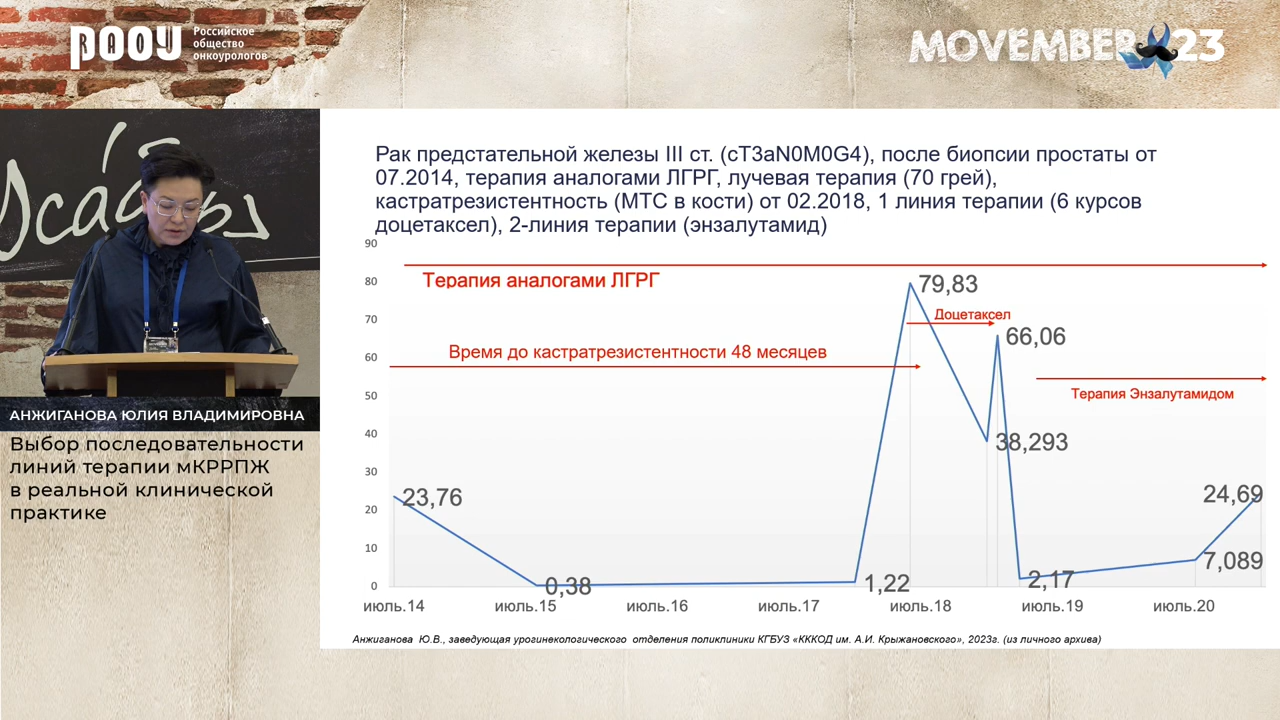 РООУ
Российское
общество
онкоурологов
MOVEMBER 23
АНЖИГАНОВА ЮЛИЯ ВЛАДИМИРОВНА
Выбор последовательности
линий терапии мКРРПЖ
в реальной клинической
практике
Рак предстательной железы III ст. (cT3aN0M0G4), после биопсии простаты от
07.2014, терапия аналогами ЛГРГ, лучевая терапия (70 грей),
кастратрезистентность (МТС в кости) от 02.2018, 1 линия терапии (6 курсов
доцетаксел), 2-линия терапии (энзалутамид)
90
80
70
60
50
40
30
20
10
0
Терапия аналогами ЛГРГ
79,83
Доцетаксел
66,06
Время до кастратрезистентности 48 месяцев
Терапия Энзалутамидом
38,293
23,76
24,69
7,089
0,38
1,22
2,17
июль.14
июль.15
июль.16
июль.17
июль.18
июль.19
июль.20
Анжиганова Ю.В., заведующая урогинекологического отделения поликлиники КГБУЗ «КККОД им. А.И. Крыжановского», 2023г. (из личного архива)